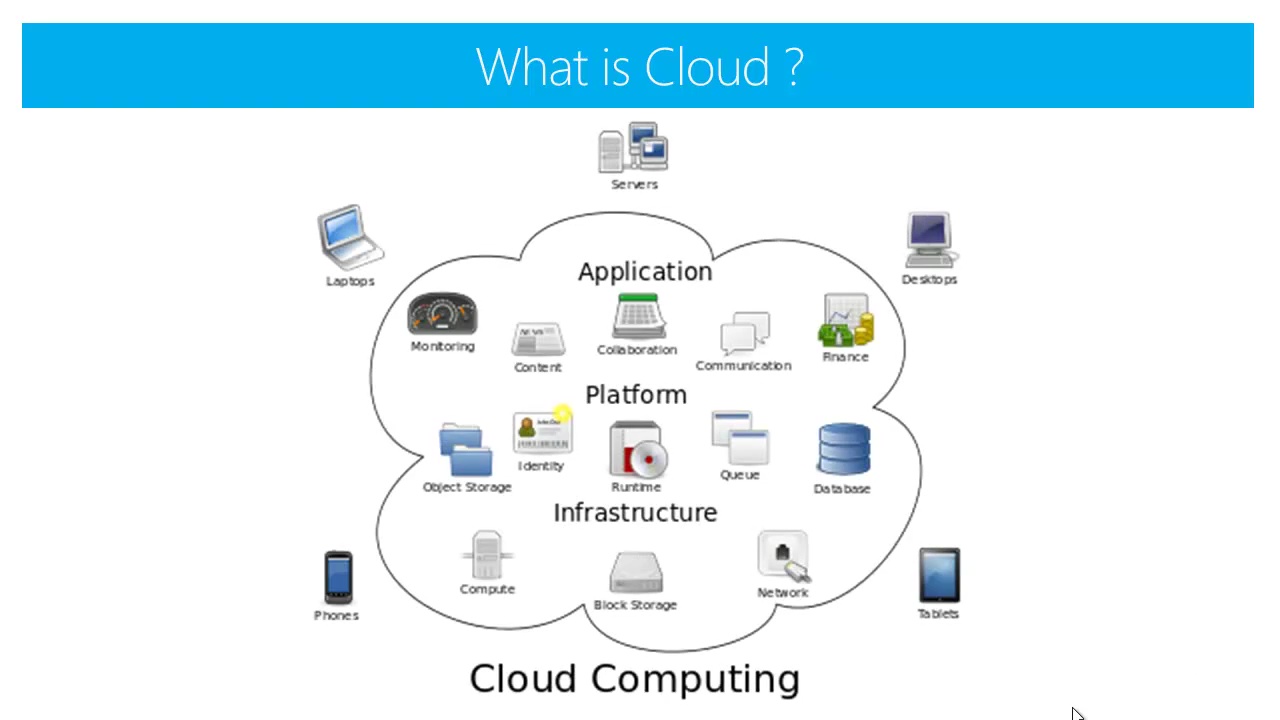 What is Cloud ?
Servers
Laptops
Desktops
Application
Monitoring
Content
Collaboration
Communication
Finance
NEWS
Platform
Object Storage
Identity
Runtime
Queue
Database
Infrastructure
Compute
Block Storage
Network
Phones
Tablets
Cloud Computing